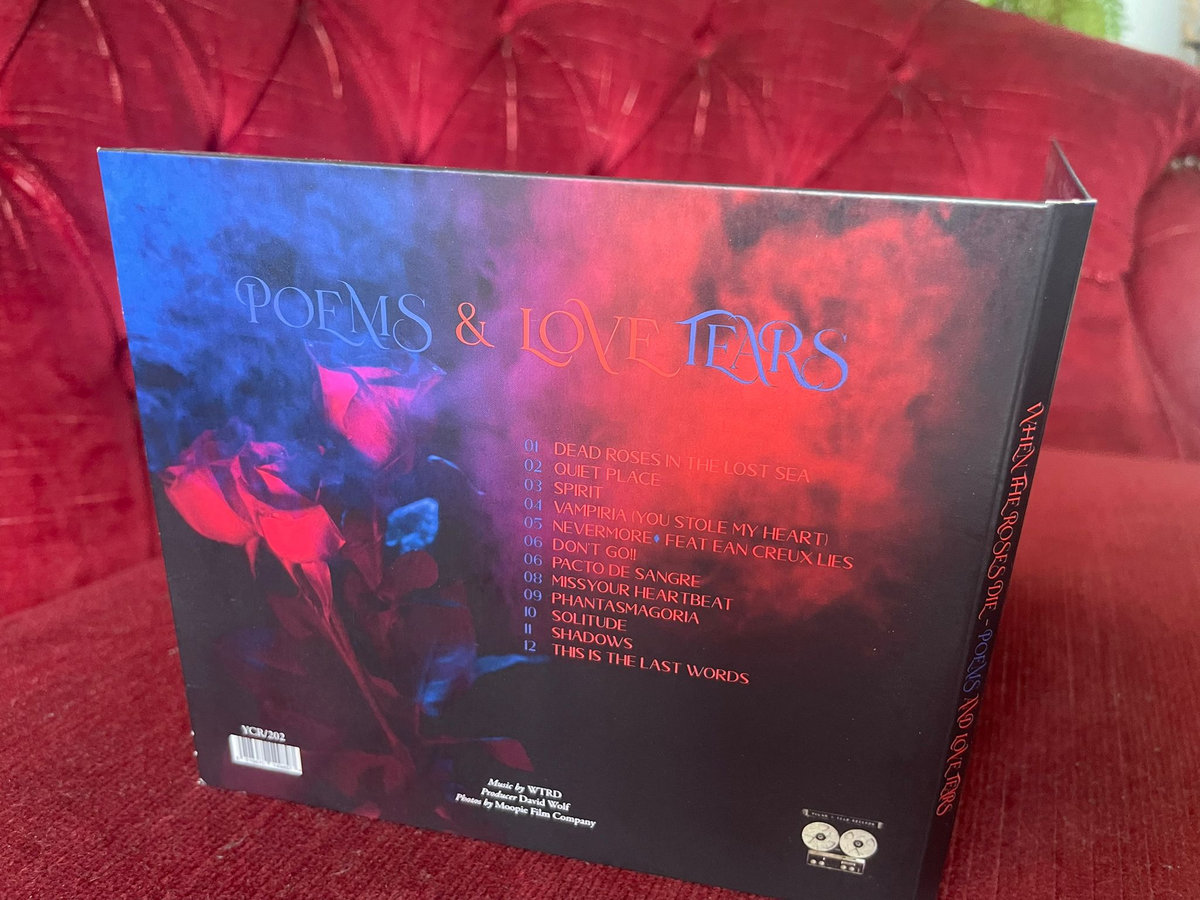 POEMS & LOVE TEARS
01 DEAD ROSES IN THE LOST SEA
02 QUIET PLACE
03 SPIRIT
04 VAMPIRIA (YOU STOLE MY HEART)
05 NEVERMORE♦ FEAT EAN CREUX LIES
06 DON'T GO!!
06 PACTO DE SANGRE
08 MISSYOUR HEARTBEAT
09 PHANTASMAGORIA
10 SOLITUDE
11 SHADOWS
12 THIS IS THE LAST WORDS
YCR/202
Music by WTRD
Producer David Wolf
Photos by Moopie Film Company
WHEN THE ROSES DIE - POEMS AND LOVE TEARS